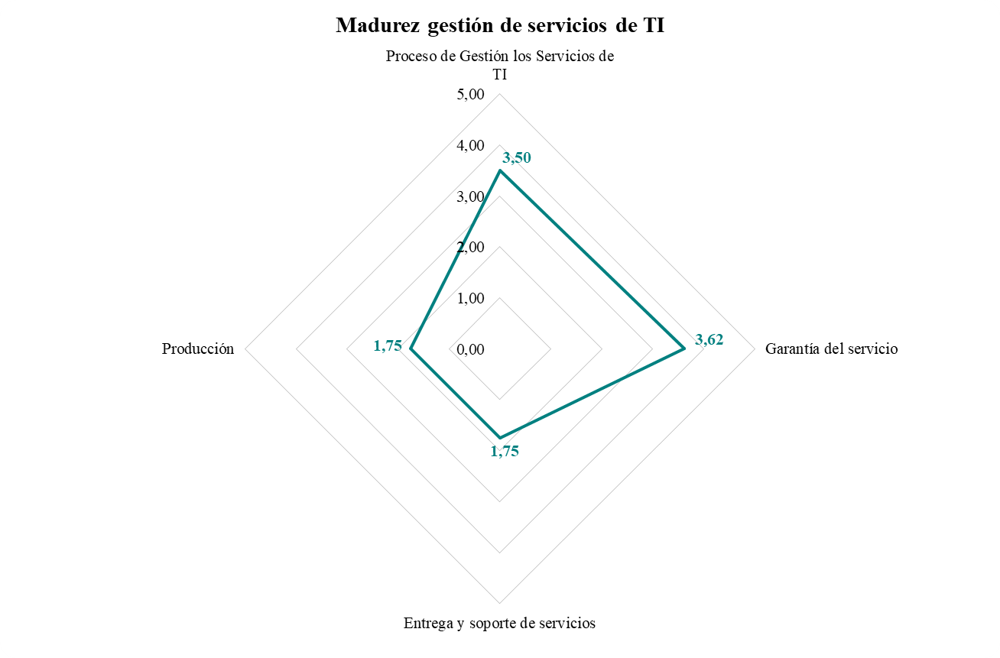 Madurez gestión de servicios de TI
Proceso de Gestión los Servicios de
TI
5,00
4,00
3,50
3,00
2,00
1,00
1,75
0,00
3,62
Producción
Garantía del servicio
1,75
Entrega y soporte de servicios